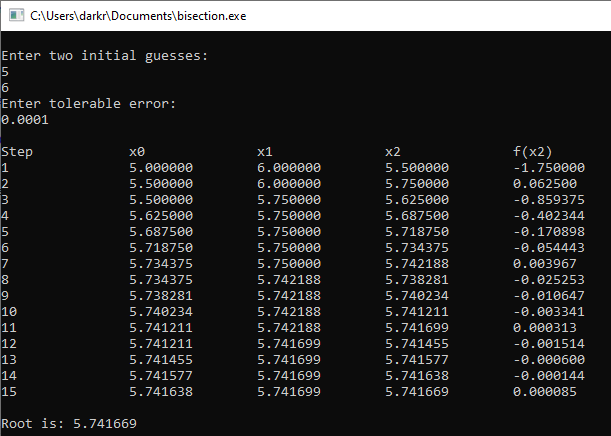 C:\Users\darkr\Documents\bisection.exe
Enter two initial guesses:
5
6
Enter tolerable error:
0.0001
Step x0 x1 x2 f(x2)
1 5.000000 6.000000 5.500000 -1.750000
2 5.500000 6.000000 5.750000 0.062500
3 5.500000 5.750000 5.625000 -0.859375
4 5.625000 5.750000 5.687500 -0.402344
5 5.687500 5.750000 5.718750 -0.170898
6 5.718750 5.750000 5.734375 -0.054443
7 5.734375 5.750000 5.742188 0.003967
8 5.734375 5.742188 5.738281 -0.025253
9 5.738281 5.742188 5.740234 -0.010647
10 5.740234 5.742188 5.741211 -0.003341
11 5.741211 5.742188 5.741699 0.000313
12 5.741211 5.741699 5.741455 -0.001514
13 5.741455 5.741699 5.741577 -0.000600
14 5.741577 5.741699 5.741638 -0.000144
15 5.741638 5.741699 5.741669 0.000085
Root is: 5.741669